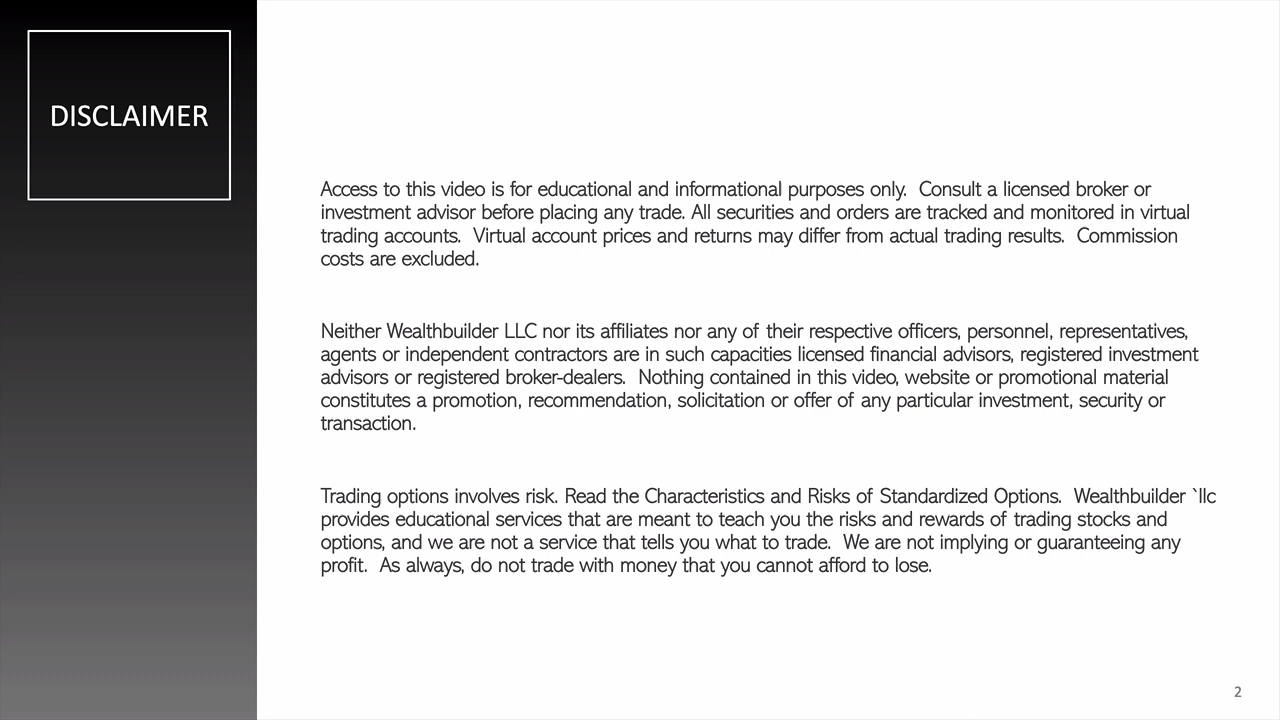 DISCLAIMER
Access to this video is for educational and informational purposes only.  Consult a licensed broker or
investment advisor before placing any trade. All securities and orders are tracked and monitored in virtual
trading accounts.  Virtual account prices and returns may differ from actual trading results.  Commission
costs are excluded.
Neither Wealthbuilder LLC nor its affiliates nor any of their respective officers, personnel, representatives,
agents or independent contractors are in such capacities licensed financial advisors, registered investment
advisors or registered broker-dealers.  Nothing contained in this video, website or promotional material
constitutes a promotion, recommendation, solicitation or offer of any particular investment, security or
transaction.
Trading options involves risk. Read the Characteristics and Risks of Standardized Options.  Wealthbuilder `llc
provides educational services that are meant to teach you the risks and rewards of trading stocks and
options, and we are not a service that tells you what to trade.  We are not implying or guaranteeing any
profit.  As always, do not trade with money that you cannot afford to lose.
2